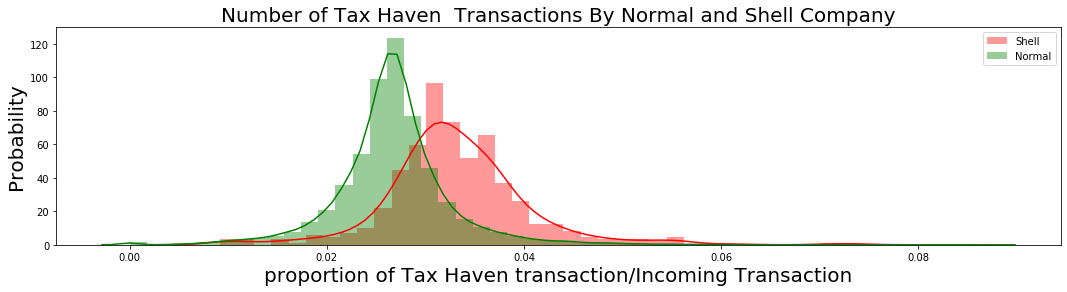 Number of Tax Haven  Transactions By Normal and Shell Company
Shell
Normal
Probability
120
100
80
60
40
20
0
0.00
0.02
0.04
0.06
0.08
proportion of Tax Haven transaction/Incoming Transaction